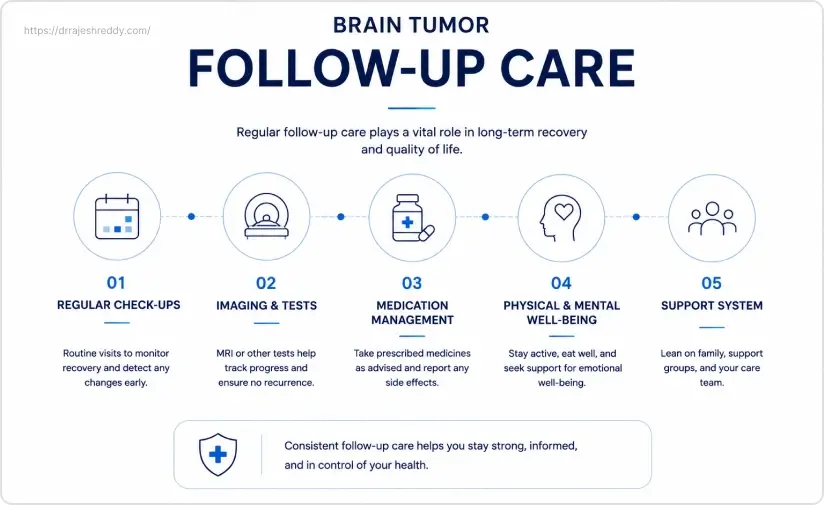 https://drrajeshreddy.com/
BRAIN TUMOR
FOLLOW-UP CARE
Regular follow-up care plays a vital role in long-term recovery
and quality of life.
01
REGULAR CHECK-UPS
Routine visits to monitor
recovery and detect any
changes early.
02
IMAGING & TESTS
MRI or other tests help
track progress and
ensure no recurrence.
03
MEDICATION
MANAGEMENT
Take prescribed medicines
as advised and report any
side effects.
04
PHYSICAL & MENTAL
WELL-BEING
Stay active, eat well, and
seek support for emotional
well-being.
05
SUPPORT SYSTEM
Lean on family, support
groups, and your care
team.
Consistent follow-up care helps you stay strong, informed,
and in control of your health.